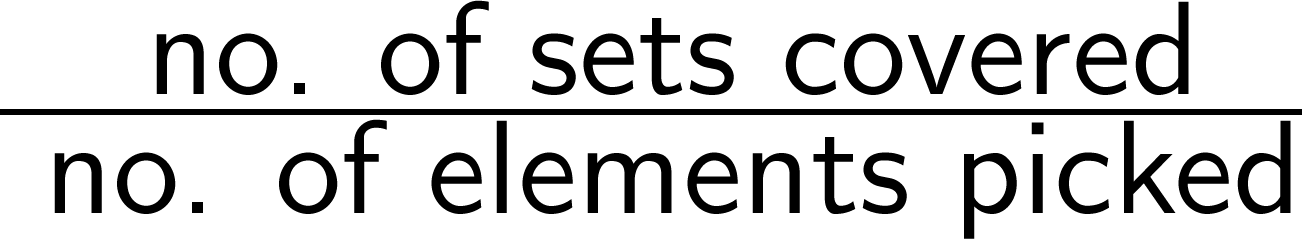 no. of sets covered
no. of elements picked